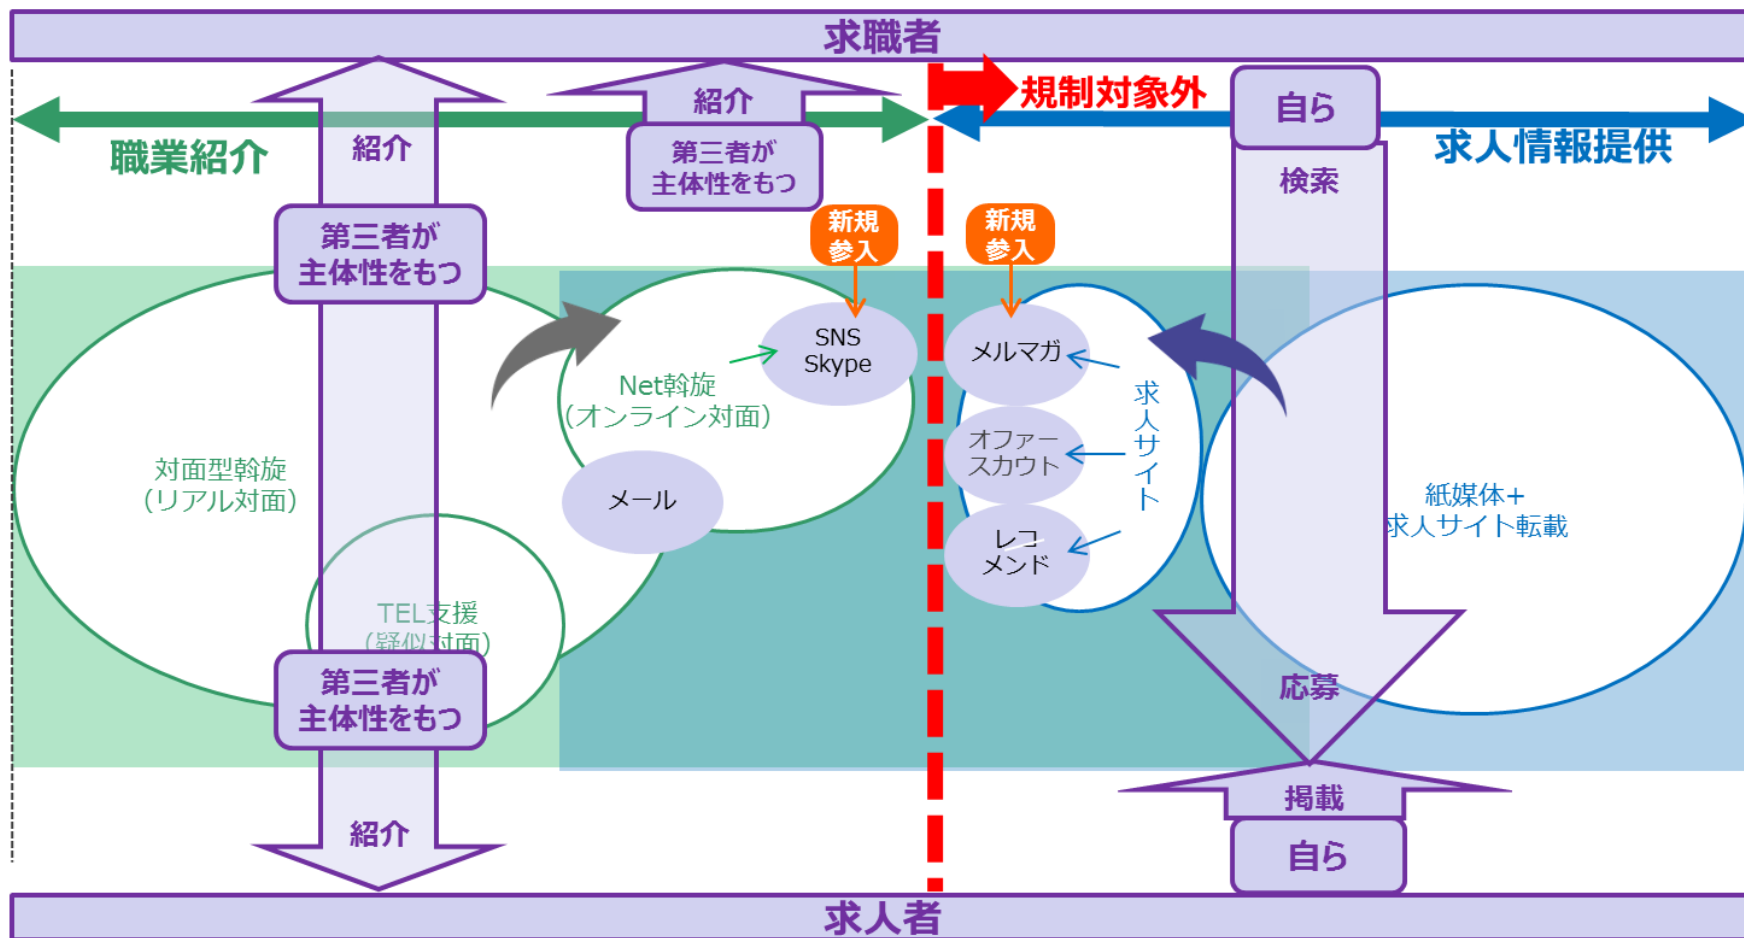 求職者
規制対象外
紹介
自ら
職業紹介
紹介
第三者が
主体性をもつ
求人情報提供
検索
第三者が
主体性をもつ
新規
参入
新規
参入
SNS
Skype
メルマガ
Net斡旋
(オンライン対面)
求人サイト
オファー
スカウト
対面型斡旋
(リアル対面)
メール
紙媒体+
求人サイト転載
レコ
メンド
TEL支援
(疑似対面)
第三者が
主体性をもつ
応募
紹介
掲載
自ら
求人者